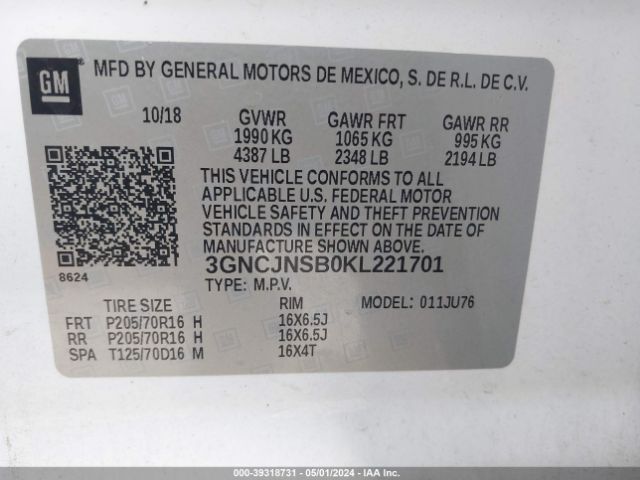 GM
MFD BY GENERAL MOTORS DE MEXICO, S. DE R.L. DE C.V.
10/18 GVWR GAWR FRT GAWR RR
1990 KG 1065 KG 995 KG
4387 LB 2348 LB 2194 LB
THIS VEHICLE CONFORMS TO ALL
APPLICABLE U.S. FEDERAL MOTOR
VEHICLE SAFETY AND THEFT PREVENTION
STANDARDS IN EFFECT ON THE DATE OF
MANUFACTURE SHOWN ABOVE.
8624
3GNCJNSB0KL221701
TYPE: M.P.V.
TIRE SIZE RIM MODEL: 011JU76
FRT P205/70R16 H 16X6.5J
RR P205/70R16 H 16X6.5J
SPA T125/70D16 M 16X4T
000-39318731 - 05/01/2024 - IAA Inc.